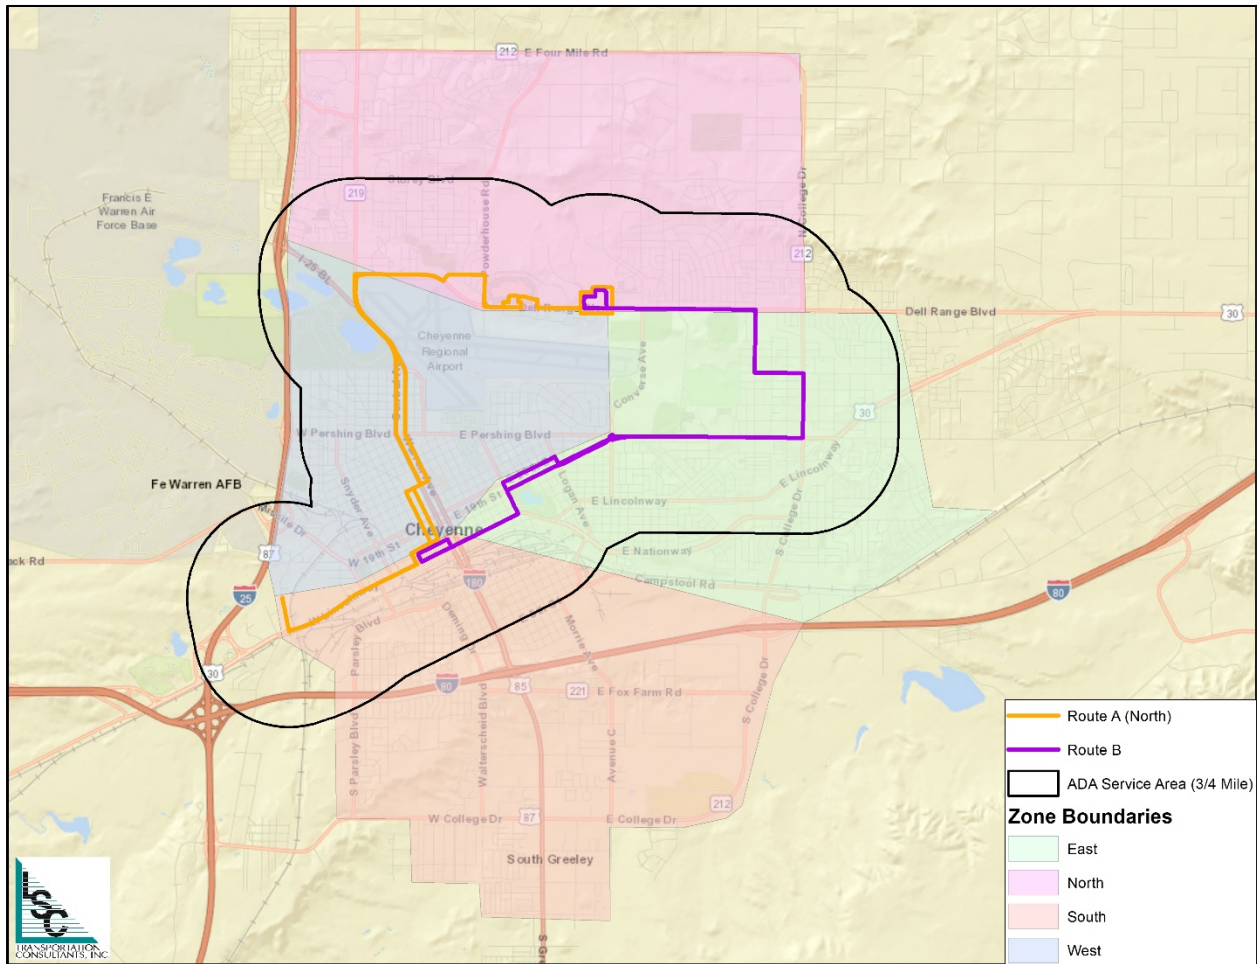 212
E Four Mile Rd
Storey Blvd
219
Powderhouse Rd
N College Dr
Francis E
Warren Air
Force Base
I-25 BL
212
Dell Range Blvd
30
Cheyenne
Regional
Airport
Converse Ave
30
W Pershing Blvd
E Pershing Blvd
E Lincolnway
Fe Warren AFB
Snyder Ave
E 19th St
Logan Ave
E Lincolnway
Missile Dr
Cheyenne
S College Dr
W 19th St
E Nationway
87
Campstool Rd
180
25
80
Parsley Blvd
Deming Dr
Morrie Ave
30
80
85
221
E Fox Farm Rd
S College Dr
S Parsley Blvd
Walterscheid Blvd
Avenue C
212
W College Dr
87
E College Dr
South Greeley
Route A (North)
Route B
ADA Service Area (3/4 Mile)
Zone Boundaries
East
North
South
West
LSC
TRANSPORTATION
CONSULTANTS, INC.